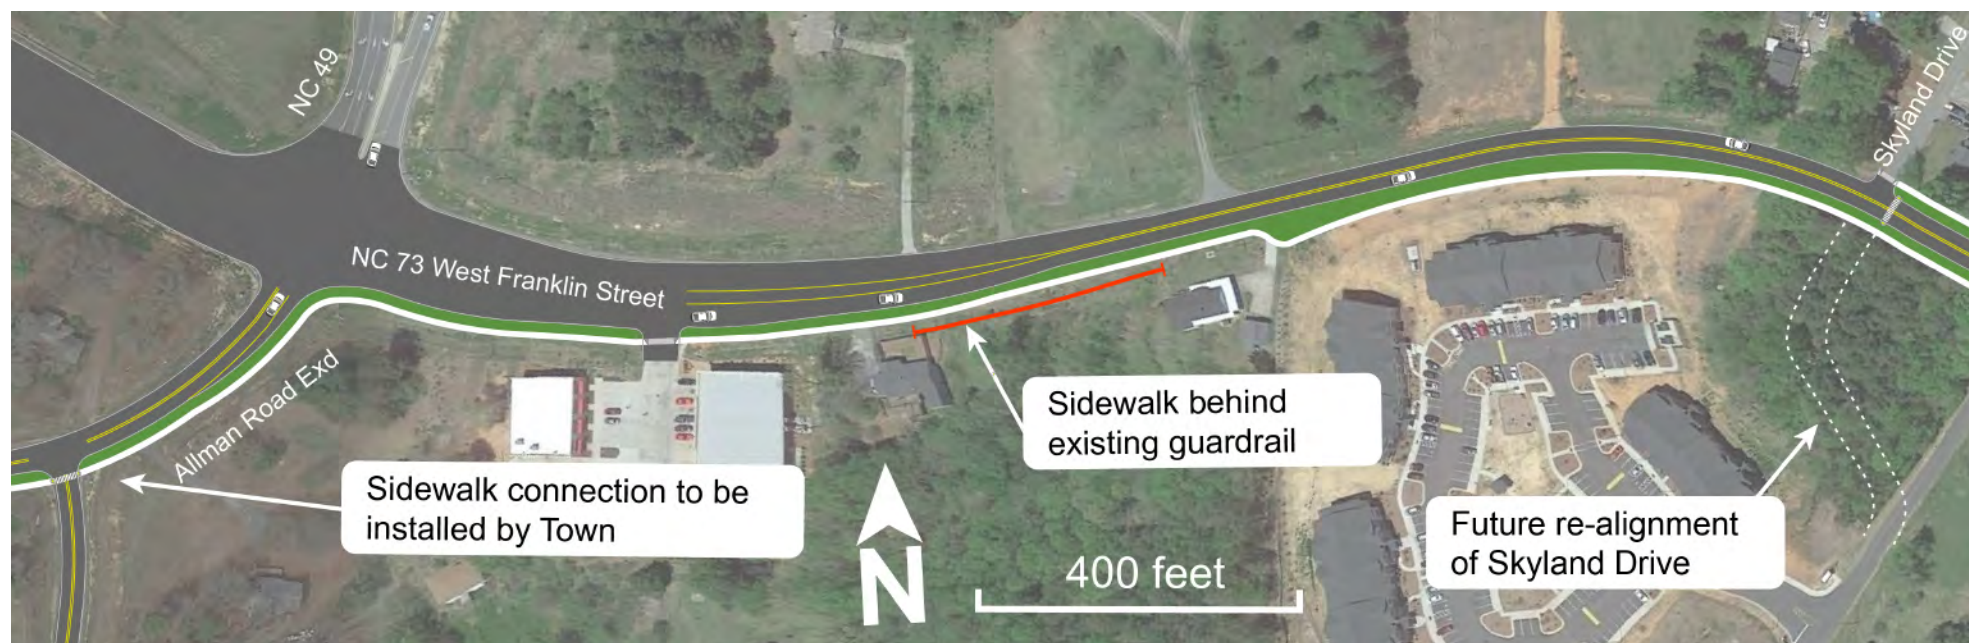 NC 49
Skyland Drive
NC 73 West Franklin Street
Allman Road Exd
Sidewalk behind
existing guardrail
Sidewalk connection to be
installed by Town
Future re-alignment
of Skyland Drive
N
400 feet